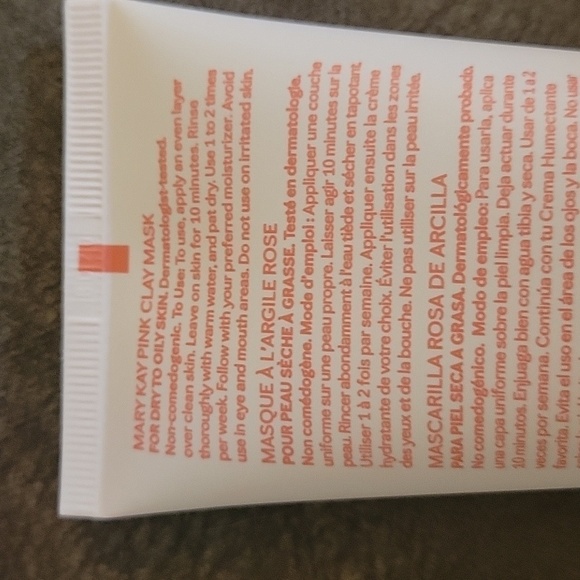 MARY KAY PINK CLAY MASK
FOR DRY TO OILY SKIN. Dermatologist-tested.
Non-comedogenic. To Use: To use, apply an even layer
over clean skin. Leave on skin for 10 minutes. Rinse
thoroughly with warm water, and pat dry. Use 1 to 2 times
per week. Follow with your preferred moisturizer. Avoid
use in eye and mouth areas. Do not use on irritated skin.
MASQUE À L'ARGILE ROSE
POUR PEAU SÈCHE À GRASSE. Testé en dermatologie.
Non comédogène. Mode d'emploi : Appliquer une couche
uniforme sur une peau propre. Laisser agir 10 minutes sur la
peau. Rincer abondamment à l'eau tiède et sécher en tapotant.
Utiliser 1 à 2 fois par semaine. Appliquer ensuite la crème
hydratante de votre choix. Éviter l'utilisation dans les zones
des yeux et de la bouche. Ne pas utiliser sur la peau irritée.
MASCARILLA ROSA DE ARCILLA
PARA PIEL SECA A GRASA. Dermatológicamente probada.
No comedogénico. Modo de empleo: Para usarla, aplica
una capa uniforme sobre la piel limpia. Deja actuar durante
10 minutos. Enjuaga bien con agua tibia y seca. Usar de 1 a 2
veces por semana. Continúa con tu Crema Humectante
favorita. Evita el uso en el área de los ojos y la boca. No usar